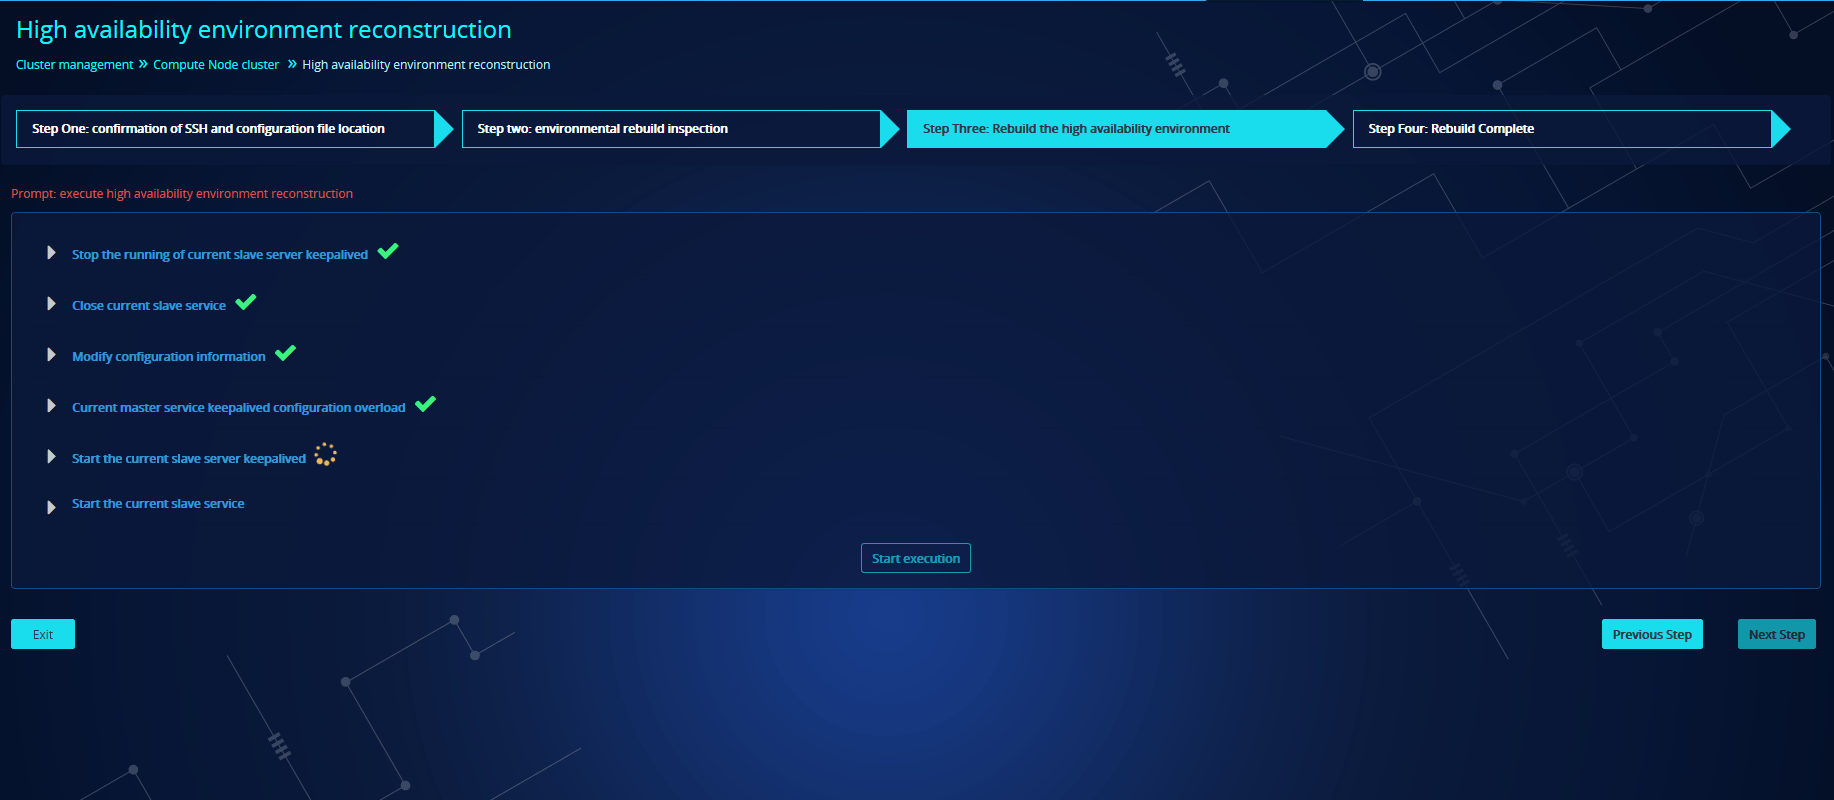 High availability environment reconstruction
Cluster management » Compute Node cluster » High availability environment reconstruction
Step One: confirmation of SSH and configuration file location
Step two: environmental rebuild inspection
Step Three: Rebuild the high availability environment
Step Four: Rebuild Complete
Prompt: execute high availability environment reconstruction
Stop the running of current slave server keepalived
Close current slave service
Modify configuration information
Current master service keepalived configuration overload
Start the current slave server keepalived
Start the current slave service
Start execution
Exit
Previous Step
Next Step